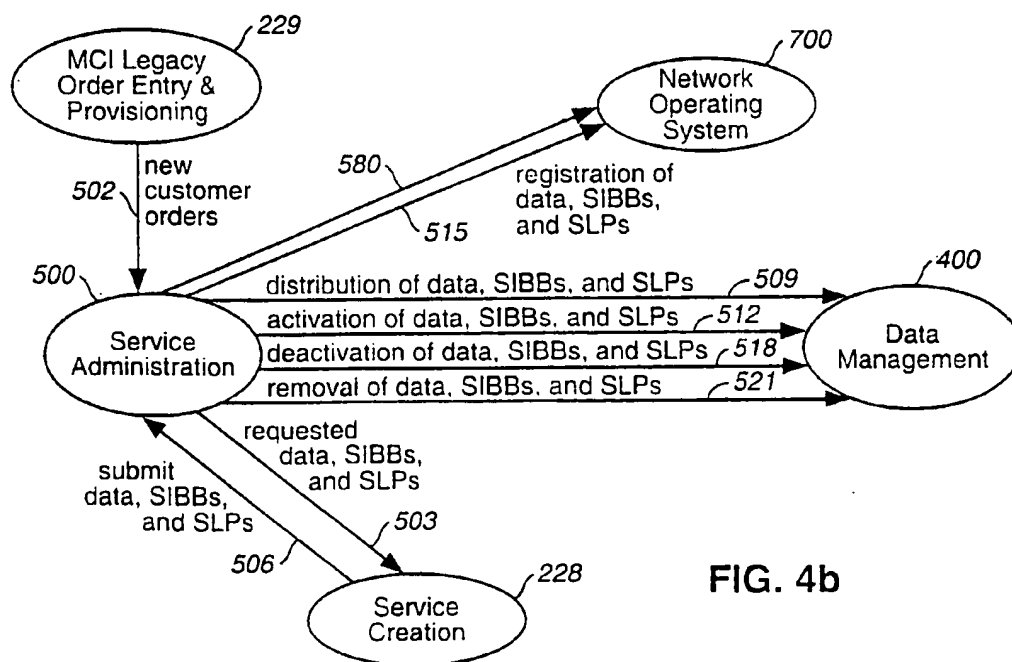 229
MCI Legacy
Order Entry &
Provisioning
700
Network
Operating
System
502
new
customer
orders
580
515
registration of
data, SIBBs,
and SLPs
500
Service
Administration
distribution of data, SIBBs, and SLPs
509
activation of data, SIBBs, and SLPs
512
deactivation of data, SIBBs, and SLPs
518
removal of data, SIBBs, and SLPs
521
400
Data
Management
requested
data, SIBBs,
and SLPs
503
submit
data, SIBBs,
and SLPs
506
228
Service
Creation
FIG. 4b